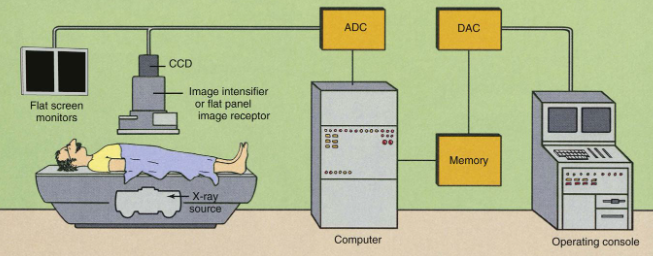 ADC
DAC
CCD
Image intensifier
or flat panel
image receptor
Flat screen
monitors
Memory
X-ray
source
Computer
Operating console